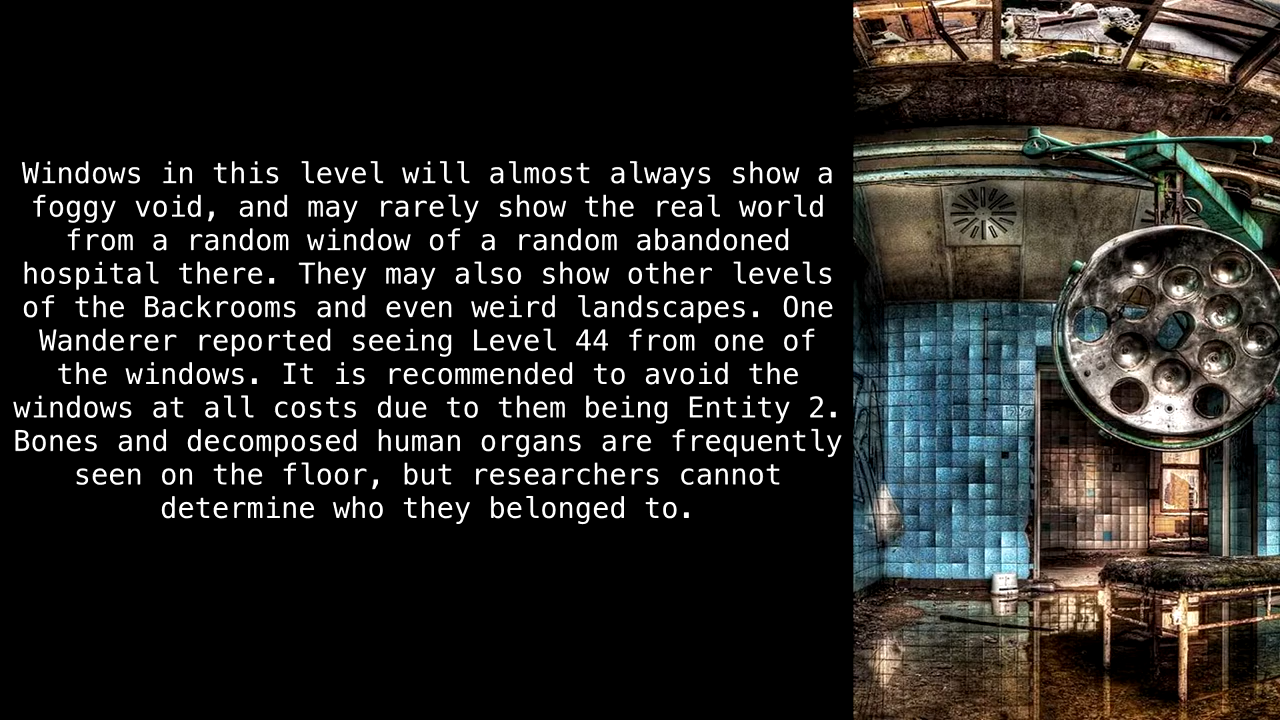 Windows in this level will almost always show a
foggy void, and may rarely show the real world
from a random window of a random abandoned
hospital there. They may also show other levels
of the Backrooms and even weird landscapes. One
Wanderer reported seeing Level 44 from one of
the windows. It is recommended to avoid the
windows at all costs due to them being Entity 2.
Bones and decomposed human organs are frequently
seen on the floor, but researchers cannot
determine who they belonged to.